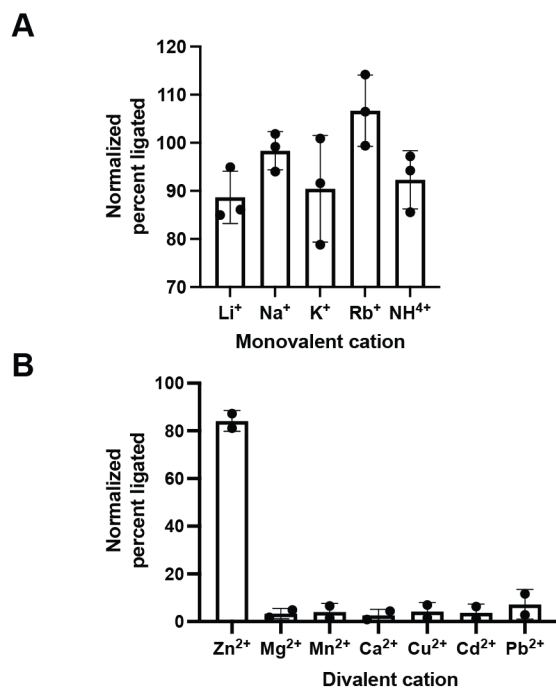 A
Normalized
percent ligated
120
110
100
90
80
70
Li⁺ Na⁺ K⁺ Rb⁺ NH⁴⁺
Monovalent cation
B
Normalized
percent ligated
100
80
60
40
20
0
Zn²⁺ Mg²⁺ Mn²⁺ Ca²⁺ Cu²⁺ Cd²⁺ Pb²⁺
Divalent cation